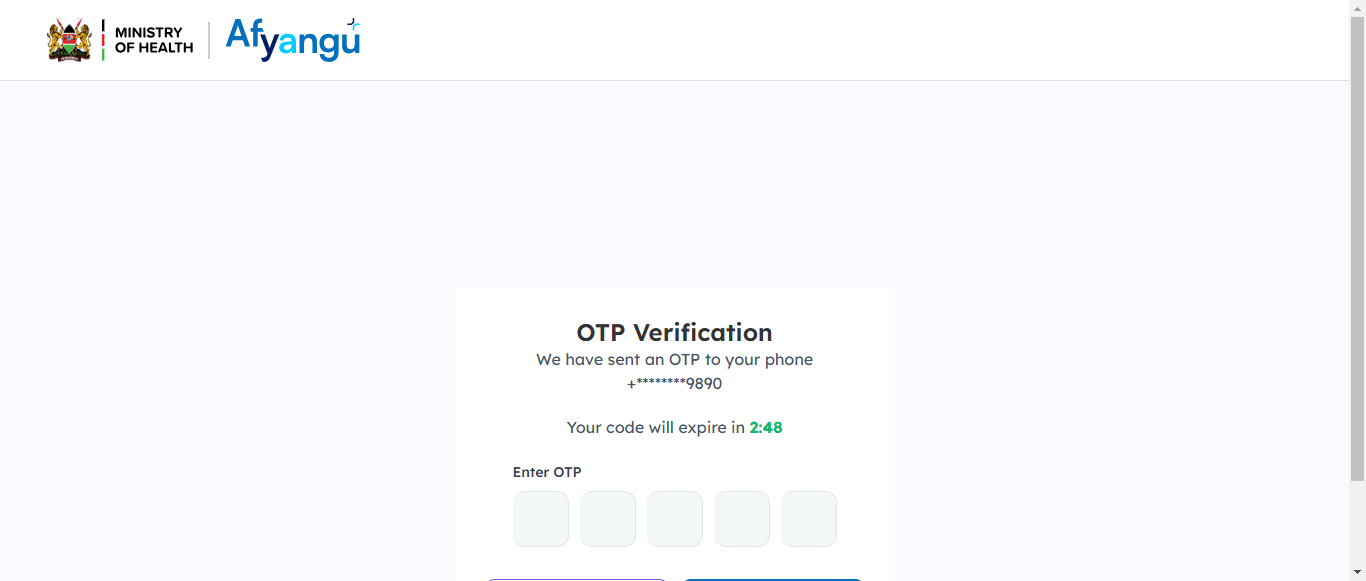 MINISTRY
OF HEALTH
Afyangu
OTP Verification
We have sent an OTP to your phone
+********9890
Your code will expire in 2:48
Enter OTP